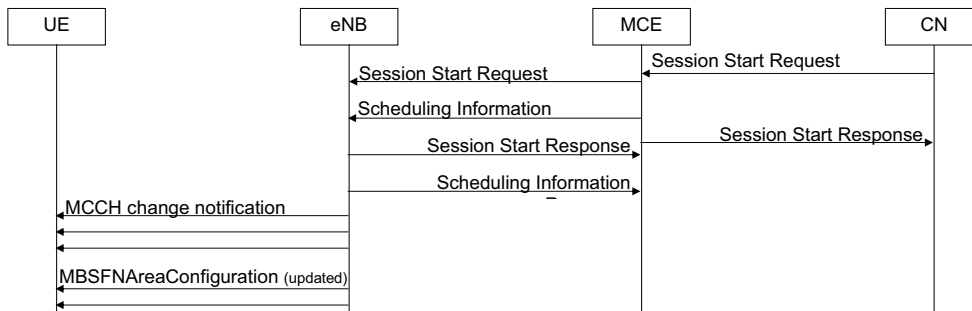 UE eNB MCE CN
Session Start Request
Session Start Request
Scheduling Information
Session Start Response
Session Start Response
Scheduling Information
MCCH change notification
MBSFNAreaConfiguration (updated)